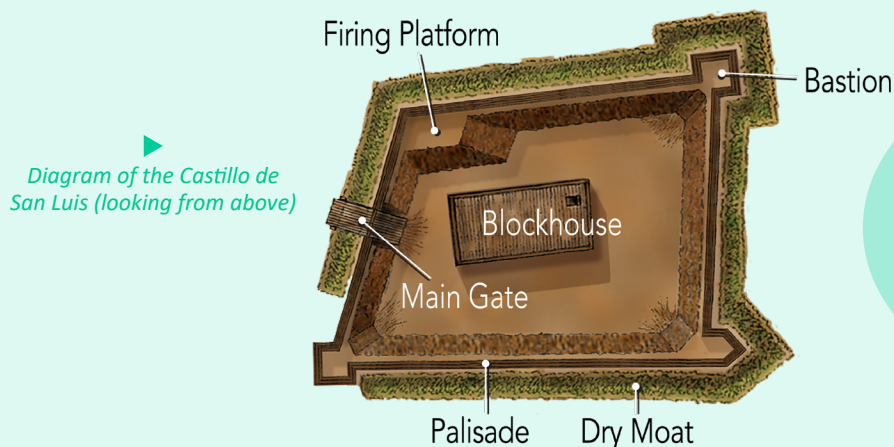 Firing Platform
Bastion
Diagram of the Castillo de
San Luis (looking from above)
Blockhouse
Main Gate
Palisade
Dry Moat